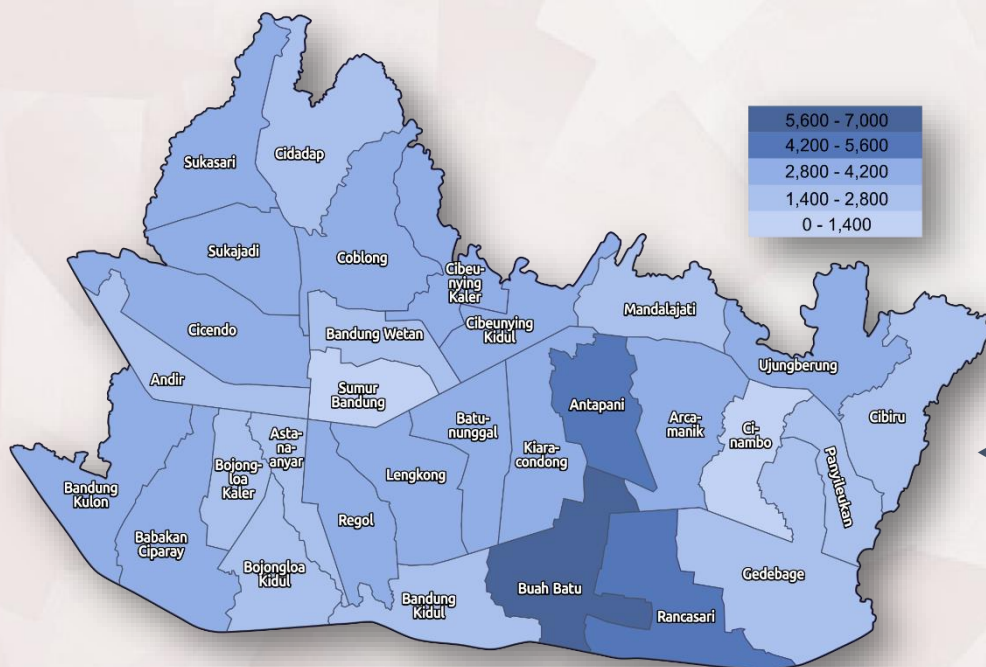 5,600 - 7,000
4,200 - 5,600
2,800 - 4,200
1,400 - 2,800
0 - 1,400
Sukasari
Cidadap
Sukajadi
Coblong
Cibeu-
nying
Kaler
Cicendo
Bandung Wetan
Cibeunying
Kidul
Mandalajati
Ujungberung
Andir
Sumur
Bandung
Antapani
Arca-
manik
Ci-
nambo
Cibiru
Batu-
nunggal
Kiara-
condong
Asta-
na-
anyar
Bojong-
loa
Kaler
Lengkong
Panyileukan
Bandung
Kulon
Babakan
Ciparay
Regol
Bojongloa
Kidul
Bandung
Kidul
Buah Batu
Rancasari
Gedebage